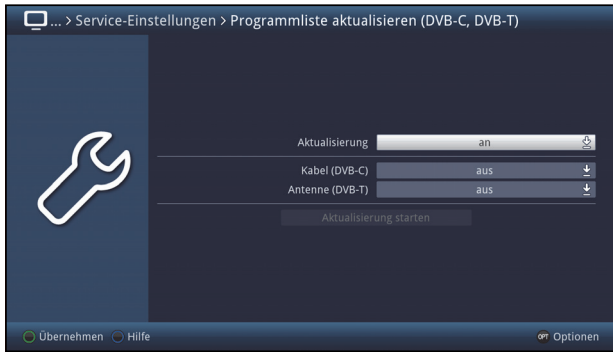 ... > Service-Einstellungen > Programmliste aktualisieren (DVB-C, DVB-T)
Aktualisierung an
Kabel (DVB-C) aus
Antenne (DVB-T) aus
Aktualisierung starten
Übernehmen Hilfe OPT Optionen